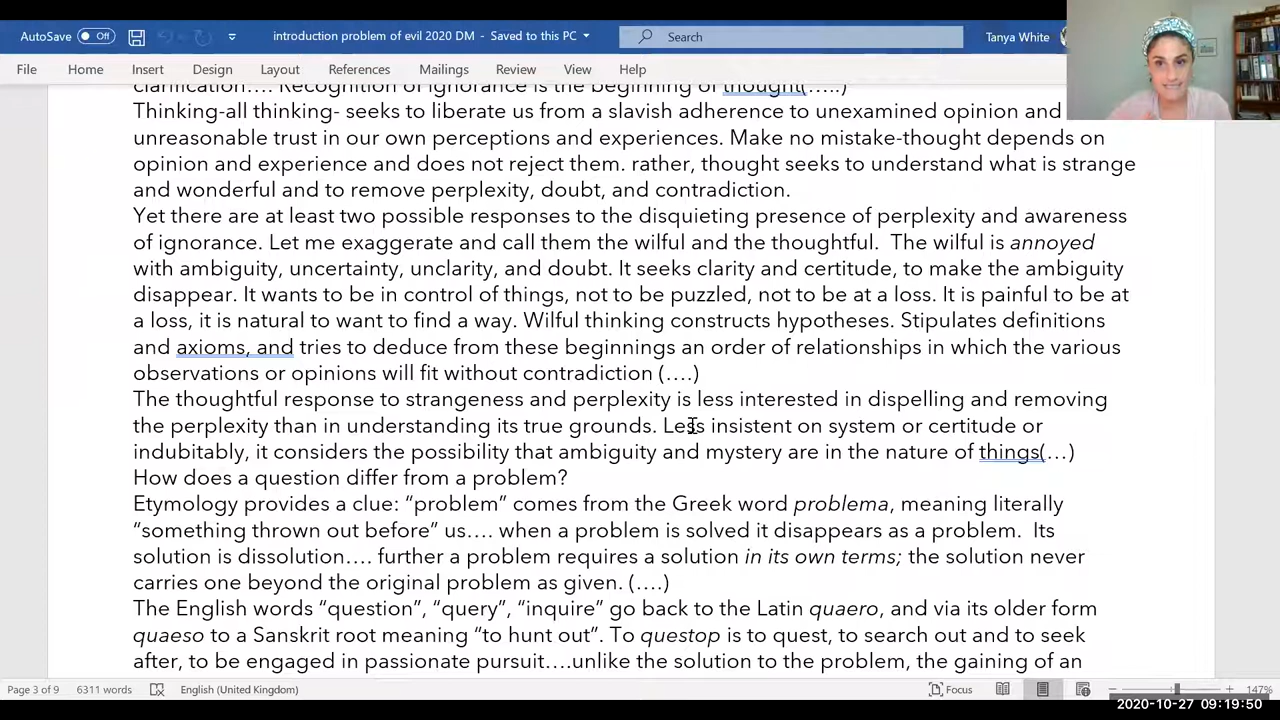 AutoSave Off introduction problem of evil 2020 DM - Saved to this PC Search Tanya White
File Home Insert Design Layout References Mailings Review View Help
clarification…. Recognition of ignorance is the beginning of thought(…..)
Thinking-all thinking- seeks to liberate us from a slavish adherence to unexamined opinion and
unreasonable trust in our own perceptions and experiences. Make no mistake-thought depends on
opinion and experience and does not reject them. rather, thought seeks to understand what is strange
and wonderful and to remove perplexity, doubt, and contradiction.
Yet there are at least two possible responses to the disquieting presence of perplexity and awareness
of ignorance. Let me exaggerate and call them the wilful and the thoughtful.  The wilful is annoyed
with ambiguity, uncertainty, unclarity, and doubt. It seeks clarity and certitude, to make the ambiguity
disappear. It wants to be in control of things, not to be puzzled, not to be at a loss. It is painful to be at
a loss, it is natural to want to find a way. Wilful thinking constructs hypotheses. Stipulates definitions
and axioms, and tries to deduce from these beginnings an order of relationships in which the various
observations or opinions will fit without contradiction (….)
The thoughtful response to strangeness and perplexity is less interested in dispelling and removing
the perplexity than in understanding its true grounds. Less insistent on system or certitude or
indubitably, it considers the possibility that ambiguity and mystery are in the nature of things(…)
How does a question differ from a problem?
Etymology provides a clue: “problem” comes from the Greek word problema, meaning literally
“something thrown out before” us…. when a problem is solved it disappears as a problem.  Its
solution is dissolution…. further a problem requires a solution in its own terms; the solution never
carries one beyond the original problem as given. (….)
The English words “question”, “query”, “inquire” go back to the Latin quaero, and via its older form
quaeso to a Sanskrit root meaning “to hunt out”. To questop is to quest, to search out and to seek
after, to be engaged in passionate pursuit….unlike the solution to the problem, the gaining of an
Page 3 of 9 6311 words English (United Kingdom) Focus 147%
2020-10-27 09:19:50